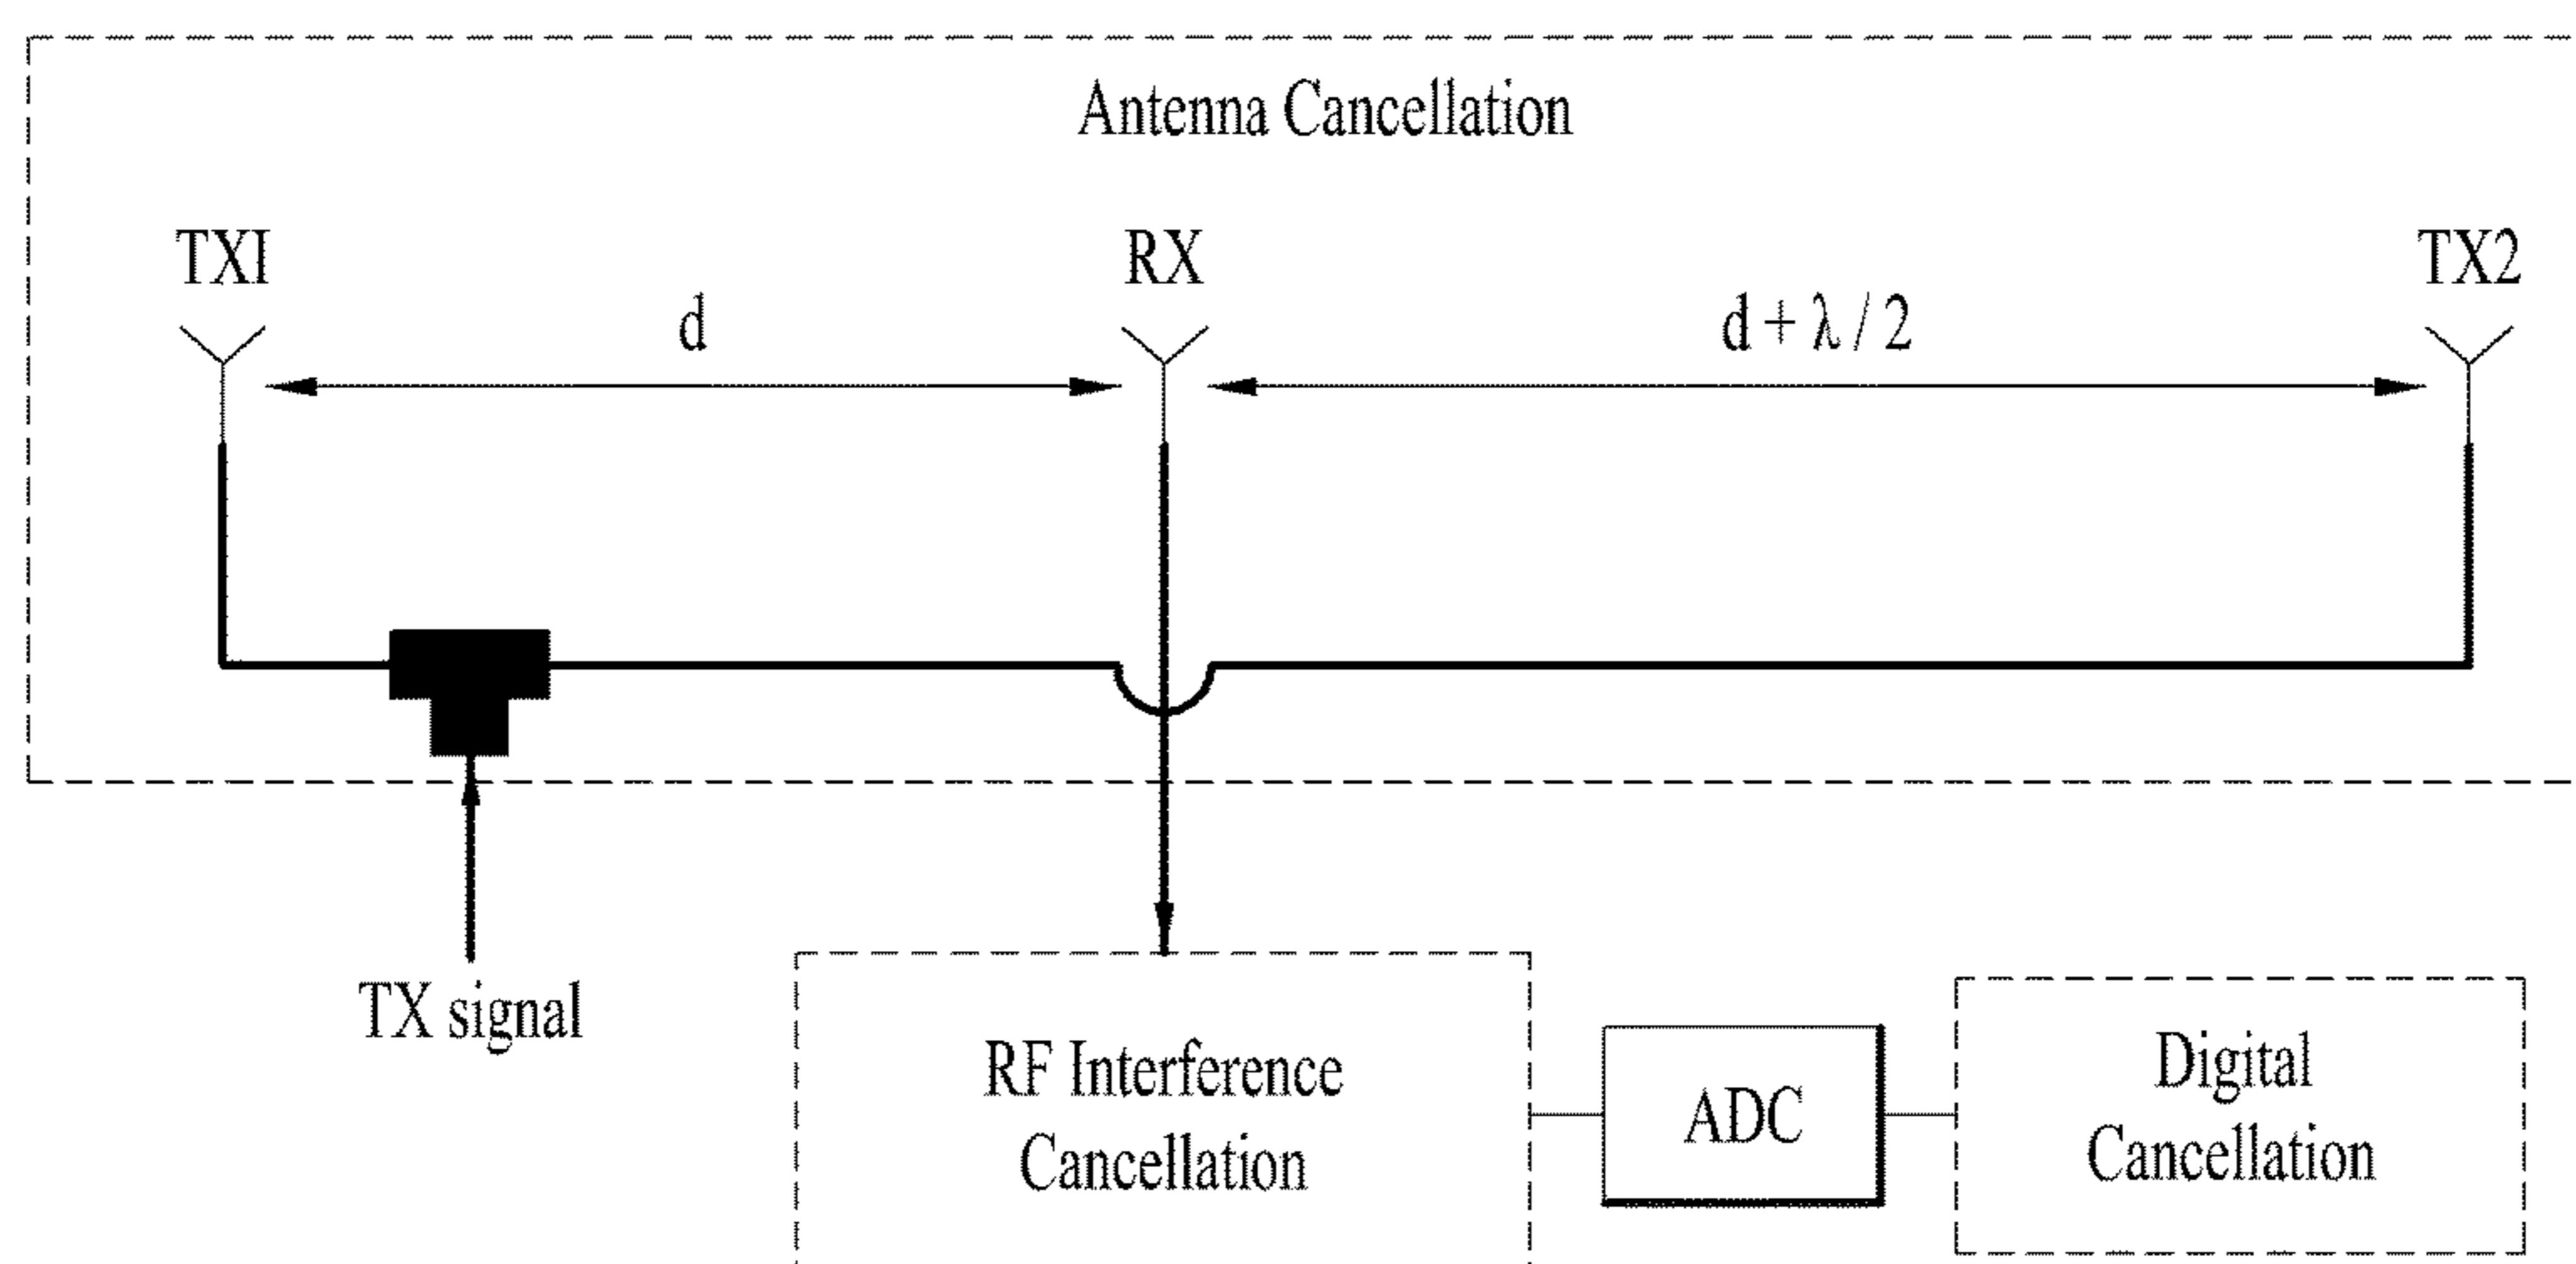 Antenna Cancellation
TXI
RX
TX2
d
d + λ / 2
TX signal
RF Interference
Cancellation
ADC
Digital
Cancellation